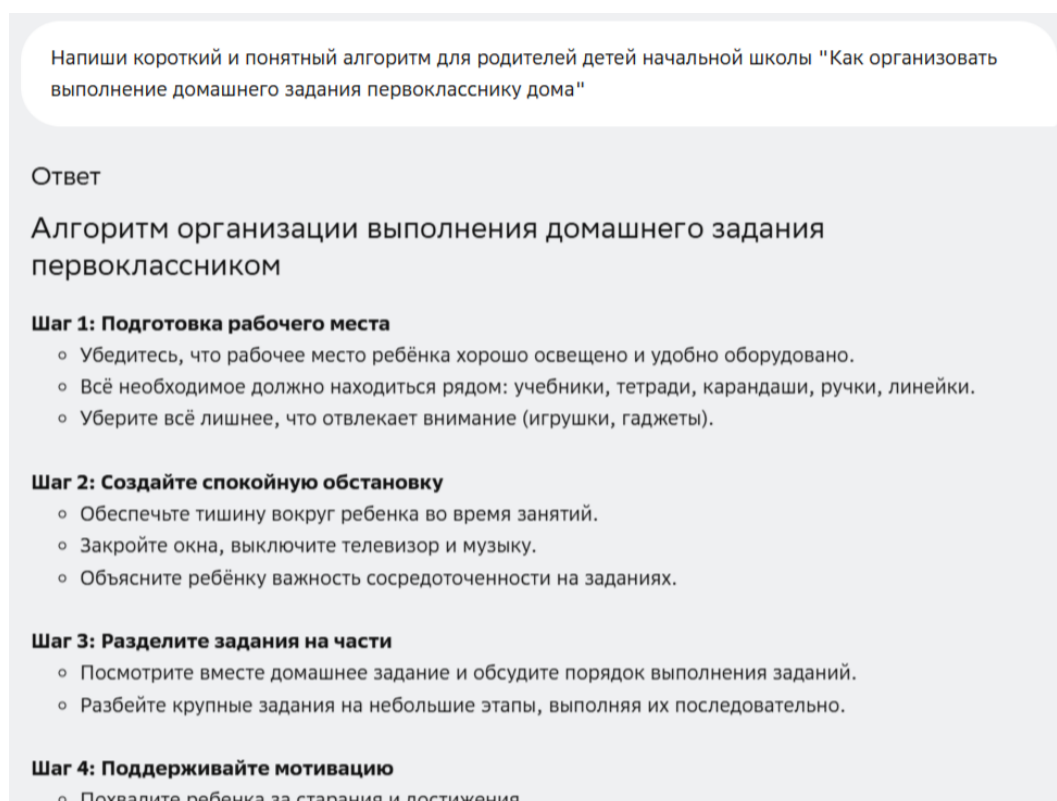 Напиши короткий и понятный алгоритм для родителей детей начальной школы "Как организовать
выполнение домашнего задания первокласснику дома"
Ответ
Алгоритм организации выполнения домашнего задания
первоклассником
Шаг 1: Подготовка рабочего места
Убедитесь, что рабочее место ребёнка хорошо освещено и удобно оборудовано.
Всё необходимое должно находиться рядом: учебники, тетради, карандаши, ручки, линейки.
Уберите всё лишнее, что отвлекает внимание (игрушки, гаджеты).
Шаг 2: Создайте спокойную обстановку
Обеспечьте тишину вокруг ребенка во время занятий.
Закройте окна, выключите телевизор и музыку.
Объясните ребёнку важность сосредоточенности на заданиях.
Шаг 3: Разделите задания на части
Посмотрите вместе домашнее задание и обсудите порядок выполнения заданий.
Разбейте крупные задания на небольшие этапы, выполняя их последовательно.
Шаг 4: Поддерживайте мотивацию
Похвалите ребенка за старания и достижения.